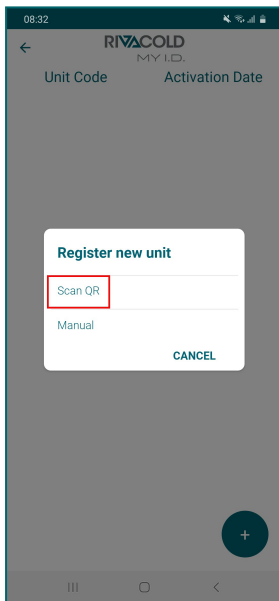 08:32
RIVACOLD
MY I.D.
Unit Code Activation Date
Register new unit
Scan QR
Manual
CANCEL
+